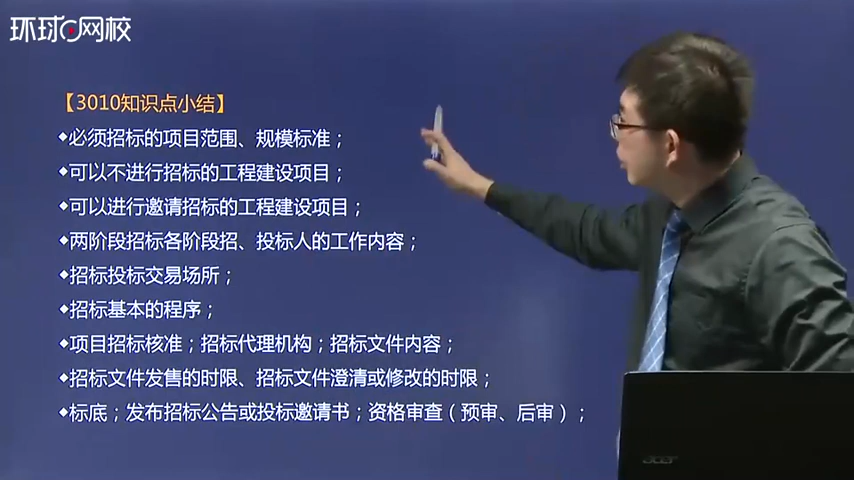 环球网校
【3010知识点小结】
◆必须招标的项目范围、规模标准；
◆可以不进行招标的工程建设项目；
◆可以进行邀请招标的工程建设项目；
◆两阶段招标各阶段招、投标人的工作内容；
◆招标投标交易场所；
◆招标基本的程序；
◆项目招标核准；招标代理机构；招标文件内容；
◆招标文件发售的时限、招标文件澄清或修改的时限；
◆标底；发布招标公告或投标邀请书；资格审查（预审、后审）；
acer